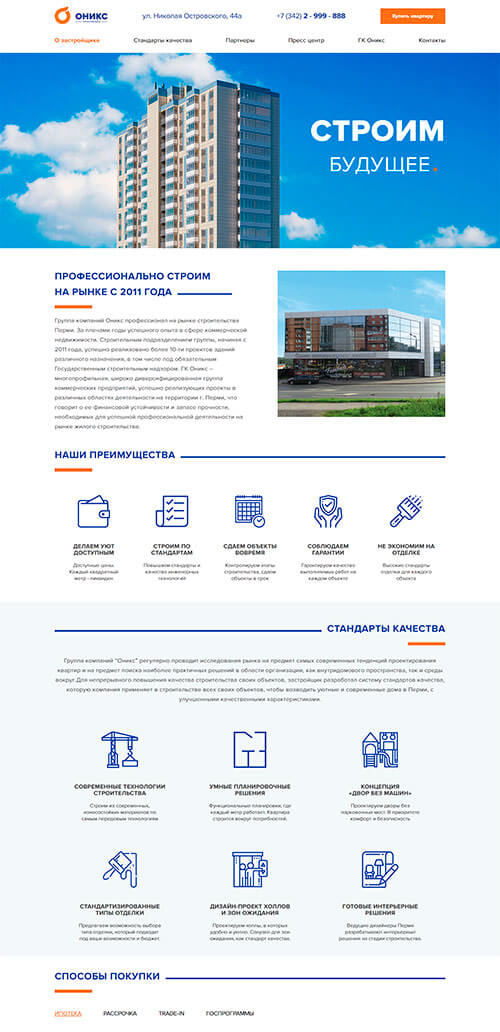 ОНИКС
ул. Николая Островского, 44а
+7 (342) 2 - 999 - 888
Купить квартиру
О застройщике Стандарты качества Партнеры Пресс центр ГК Оникс Контакты
СТРОИМ
БУДУЩЕЕ.
ПРОФЕССИОНАЛЬНО СТРОИМ
НА РЫНКЕ С 2011 ГОДА
Группа компаний Оникс профессионал на рынке строительства
Перми. За плечами годы успешного опыта в сфере коммерческой
недвижимости. Строительным подразделением группы, начиная с
2011 года, успешно реализовано более 10-ти проектов зданий
различного назначения, в том числе под обязательным
Государственным строительным надзором. ГК Оникс –
многопрофильная, широко диверсифицированная группа
коммерческих предприятий, успешно реализующих проекты в
различных областях деятельности на территории г. Перми, что
говорит о ее финансовой устойчивости и запасе прочности,
необходимых для успешной профессиональной деятельности на
рынке жилого строительства.
НАШИ ПРЕИМУЩЕСТВА
ДЕЛАЕМ УЮТ
ДОСТУПНЫМ
Доступные цены.
Каждый квадратный
метр - ликвиден
СТРОИМ ПО
СТАНДАРТАМ
Повышаем стандарты и
качество инженерных
технологий
СДАЕМ ОБЪЕКТЫ
ВОВРЕМЯ
Контролируем этапы
строительства, сдаем
объекты в срок
СОБЛЮДАЕМ
ГАРАНТИИ
Гарантируем качество
выполнимых работ на
каждом объекте
НЕ ЭКОНОМИМ НА
ОТДЕЛКЕ
Высокие стандарты
отделки для каждого
объекта
СТАНДАРТЫ КАЧЕСТВА
Группа компаний "Оникс" регулярно проводит исследования рынка на предмет самых современных тенденций проектирования
квартир и на предмет поиска наиболее практичных решений в области организации, как внутридомового пространства, так и среды
вокруг. Для непрерывного повышения качества строительства своих объектов, застройщик разработал систему стандартов качества,
которую компания применяет в строительстве всех своих объектов, чтобы возводить уютные и современные дома в Перми, с
улучшенными качественными характеристиками.
СОВРЕМЕННЫЕ ТЕХНОЛОГИИ
СТРОИТЕЛЬСТВА
Строим из современных,
износостойких материалов по
самым передовым технологиям
УМНЫЕ ПЛАНИРОВОЧНЫЕ
РЕШЕНИЯ
Функциональные планировки, где
каждый метр работает. Квартира
строится вокруг потребностей.
КОНЦЕПЦИЯ
«ДВОР БЕЗ МАШИН»
Проектируем дворы без
парковочных мест. В приоритете
комфорт и безопасность
СТАНДАРТИЗИРОВАННЫЕ
ТИПЫ ОТДЕЛКИ
Предлагаем возможность выбора
типа отделки, который подходит
под ваши возможности и бюджет.
ДИЗАЙН-ПРОЕКТ ХОЛЛОВ
И ЗОН ОЖИДАНИЯ
Проектируем холлы, в которых
удобно и уютно. Санузел для зон
ожидания, как стандарт качества.
ГОТОВЫЕ ИНТЕРЬЕРНЫЕ
РЕШЕНИЯ
Ведущие дизайнеры Перми
разрабатывают интерьерные
решения на стадии строительства.
СПОСОБЫ ПОКУПКИ
ИПОТЕКА РАССРОЧКА TRADE-IN ГОСПРОГРАММЫ